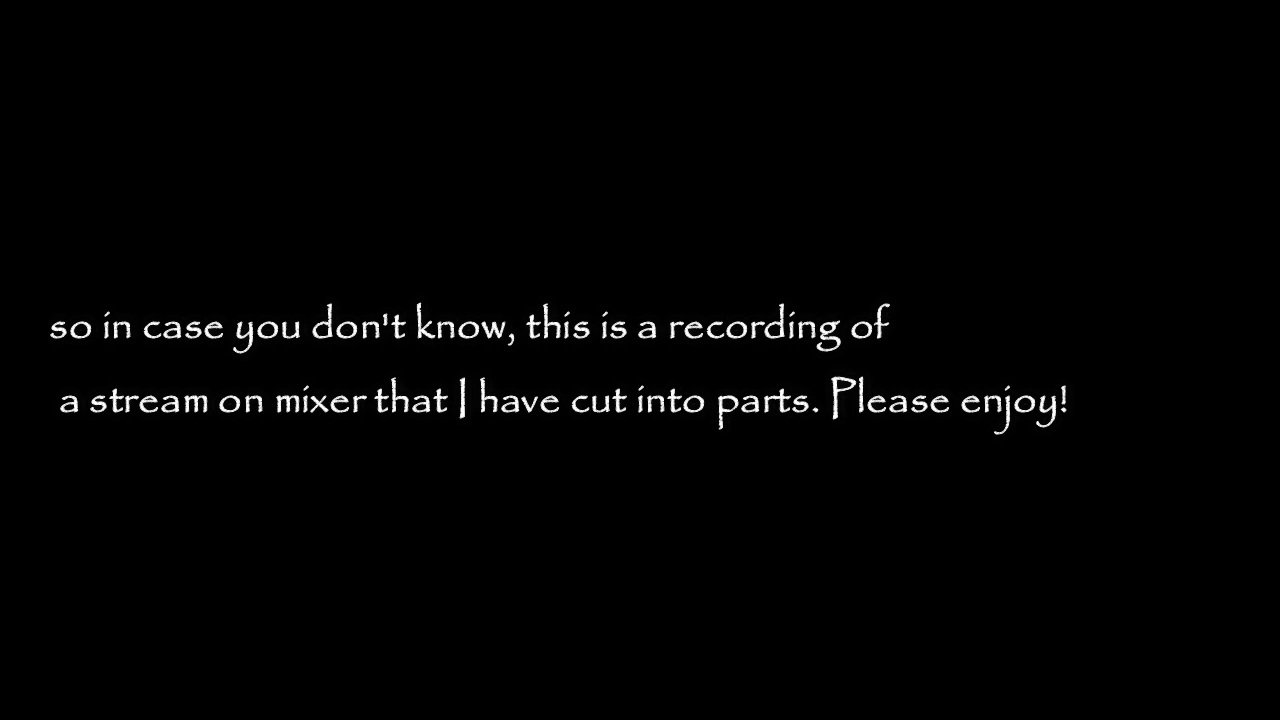 so in case you don't know, this is a recording of
a stream on mixer that I have cut into parts. Please enjoy!